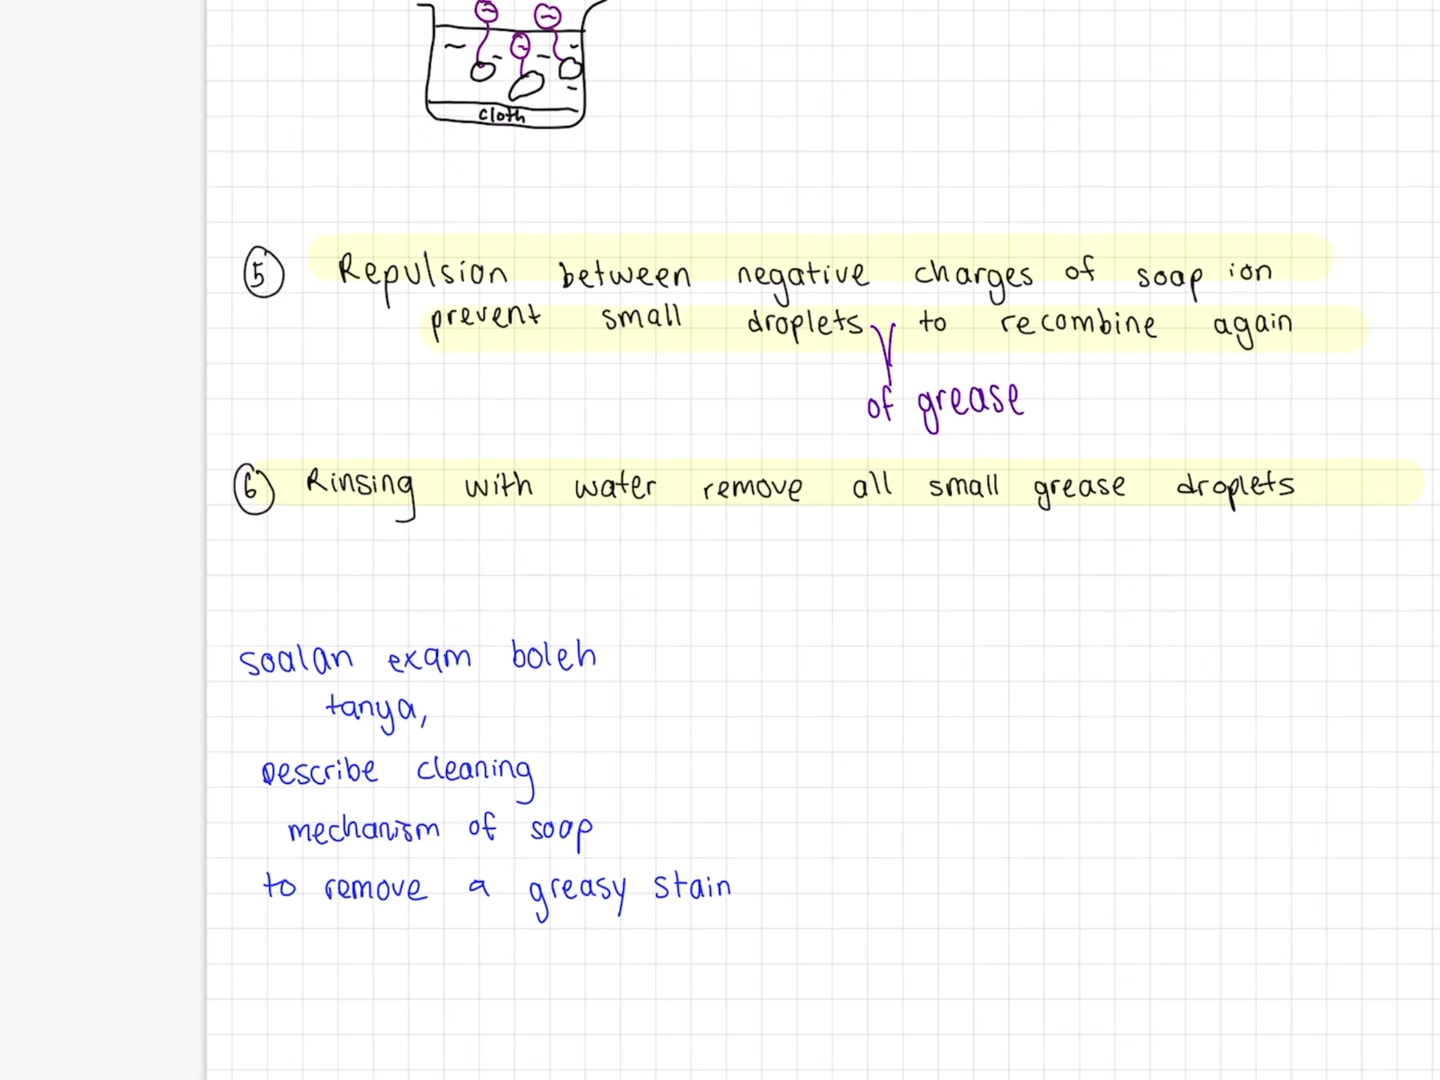 cloth
5 Repulsion between negative charges of soap ion
prevent small droplets to recombine again
of grease
6 Rinsing with water remove all small grease droplets
soalan exam boleh
tanya,
Describe cleaning
mechanism of soap
to remove a greasy stain